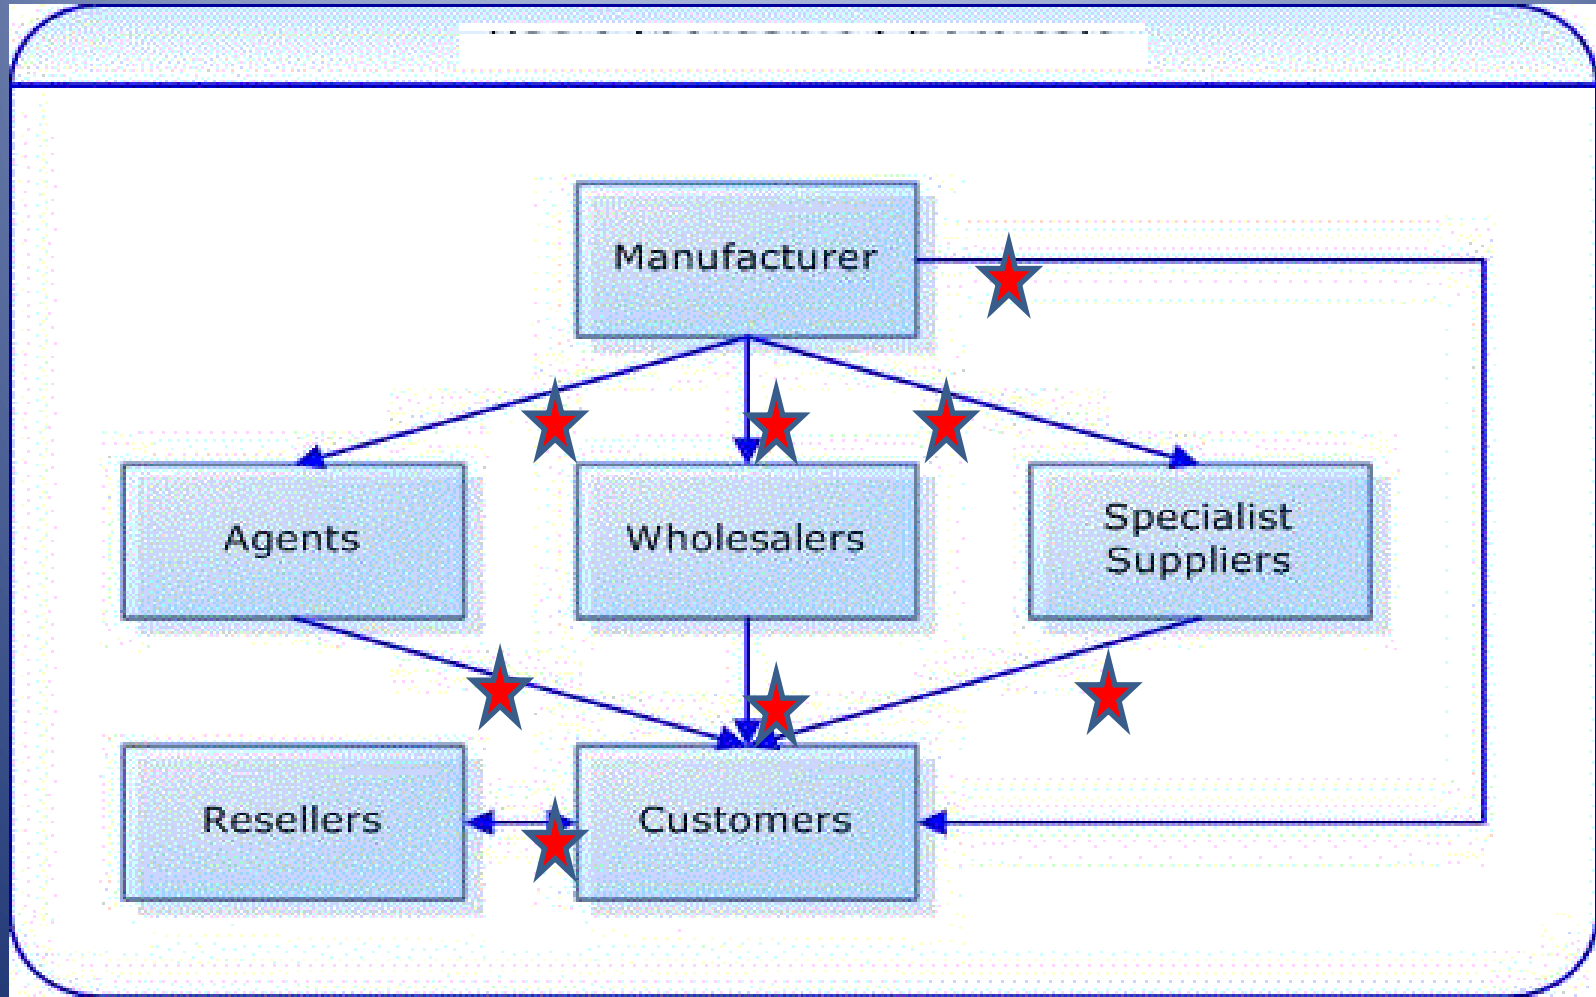 Manufacturer
Agents
Wholesalers
Specialist
Suppliers
Resellers
Customers